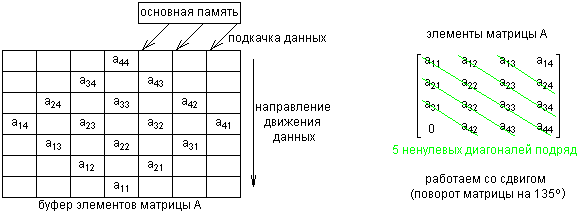 основная память
подкачка данных
a44
a34 a43
a24 a33 a42
a14 a23 a32 a41
a13 a22 a31
a12 a21
a11
направление
движения
данных
буфер элементов матрицы A
элементы матрицы A
a11 a12 a13 a14
a21 a22 a23 a24
a31 a32 a33 a34
0 a42 a43 a44
5 ненулевых диагоналей подряд
работаем со сдвигом
(поворот матрицы на 135º)